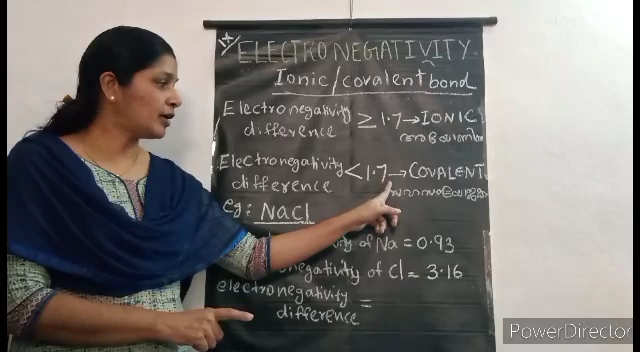 ELECTRONEGATIVITY
Ionic/covalent bond
Electronegativity
difference ≥ 1.7 → IONIC
Electronegativity
difference < 1.7 → COVALENT
eg: NaCl
of Na = 0.93
negativity of Cl = 3.16
electronegativity
difference =
PowerDirector